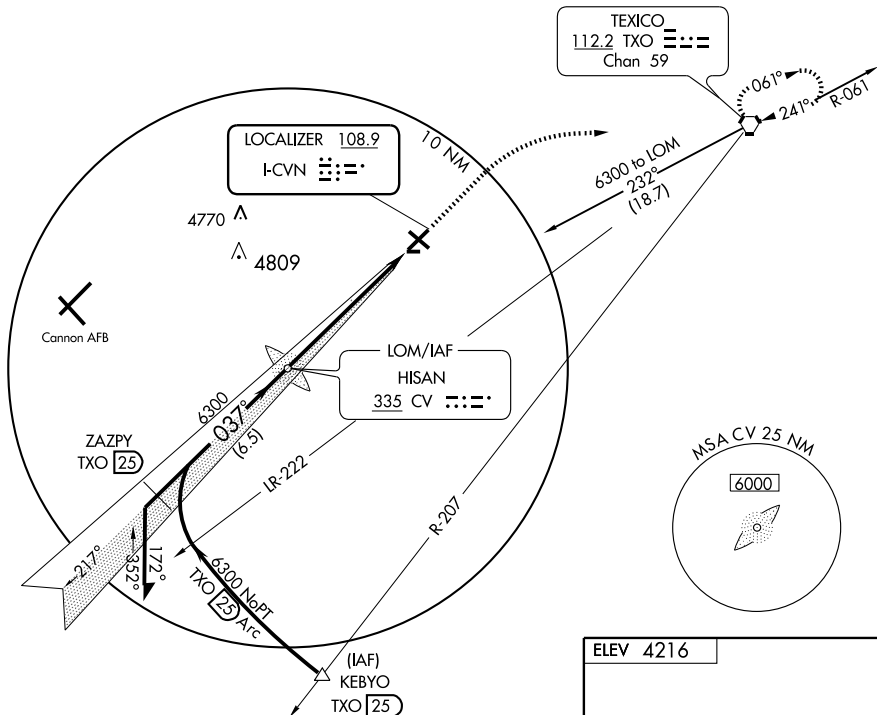 TEXICO
112.2 TXO
Chan 59
061°
241°
R-061
LOCALIZER 108.9
I-CVN
10 NM
6300 to LOM
232°
(18.7)
4770
4809
Cannon AFB
LOM/IAF
HISAN
335 CV
6300
037°
(6.5)
ZAZPY
TXO 25
LR-222
R-207
MSA CV 25 NM
6000
217°
352°
172°
6300 NoPT
TXO 25 Arc
(IAF)
KEBYO
TXO 25
ELEV 4216